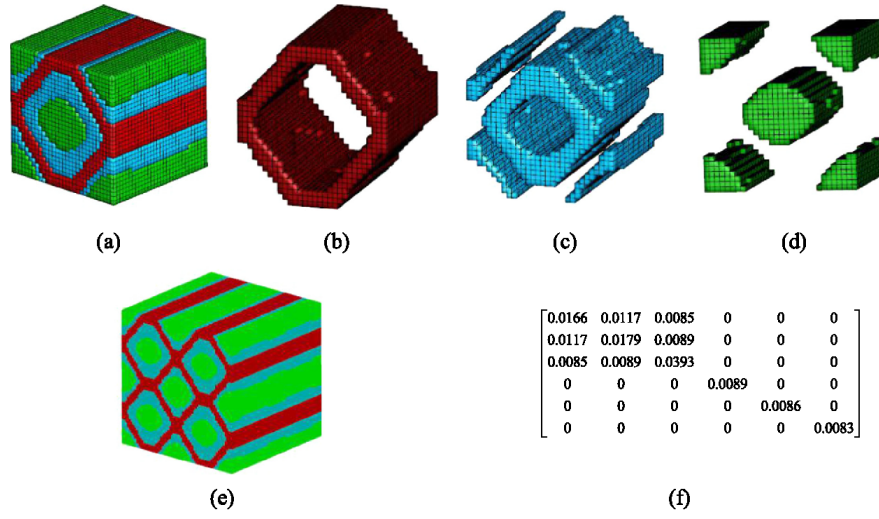 (a)
(b)
(c)
(d)
0.0166 0.0117 0.0085 0 0 0
0.0117 0.0179 0.0089 0 0 0
0.0085 0.0089 0.0393 0 0 0
0 0 0 0.0089 0 0
0 0 0 0 0.0086 0
0 0 0 0 0 0.0083
(e)
(f)